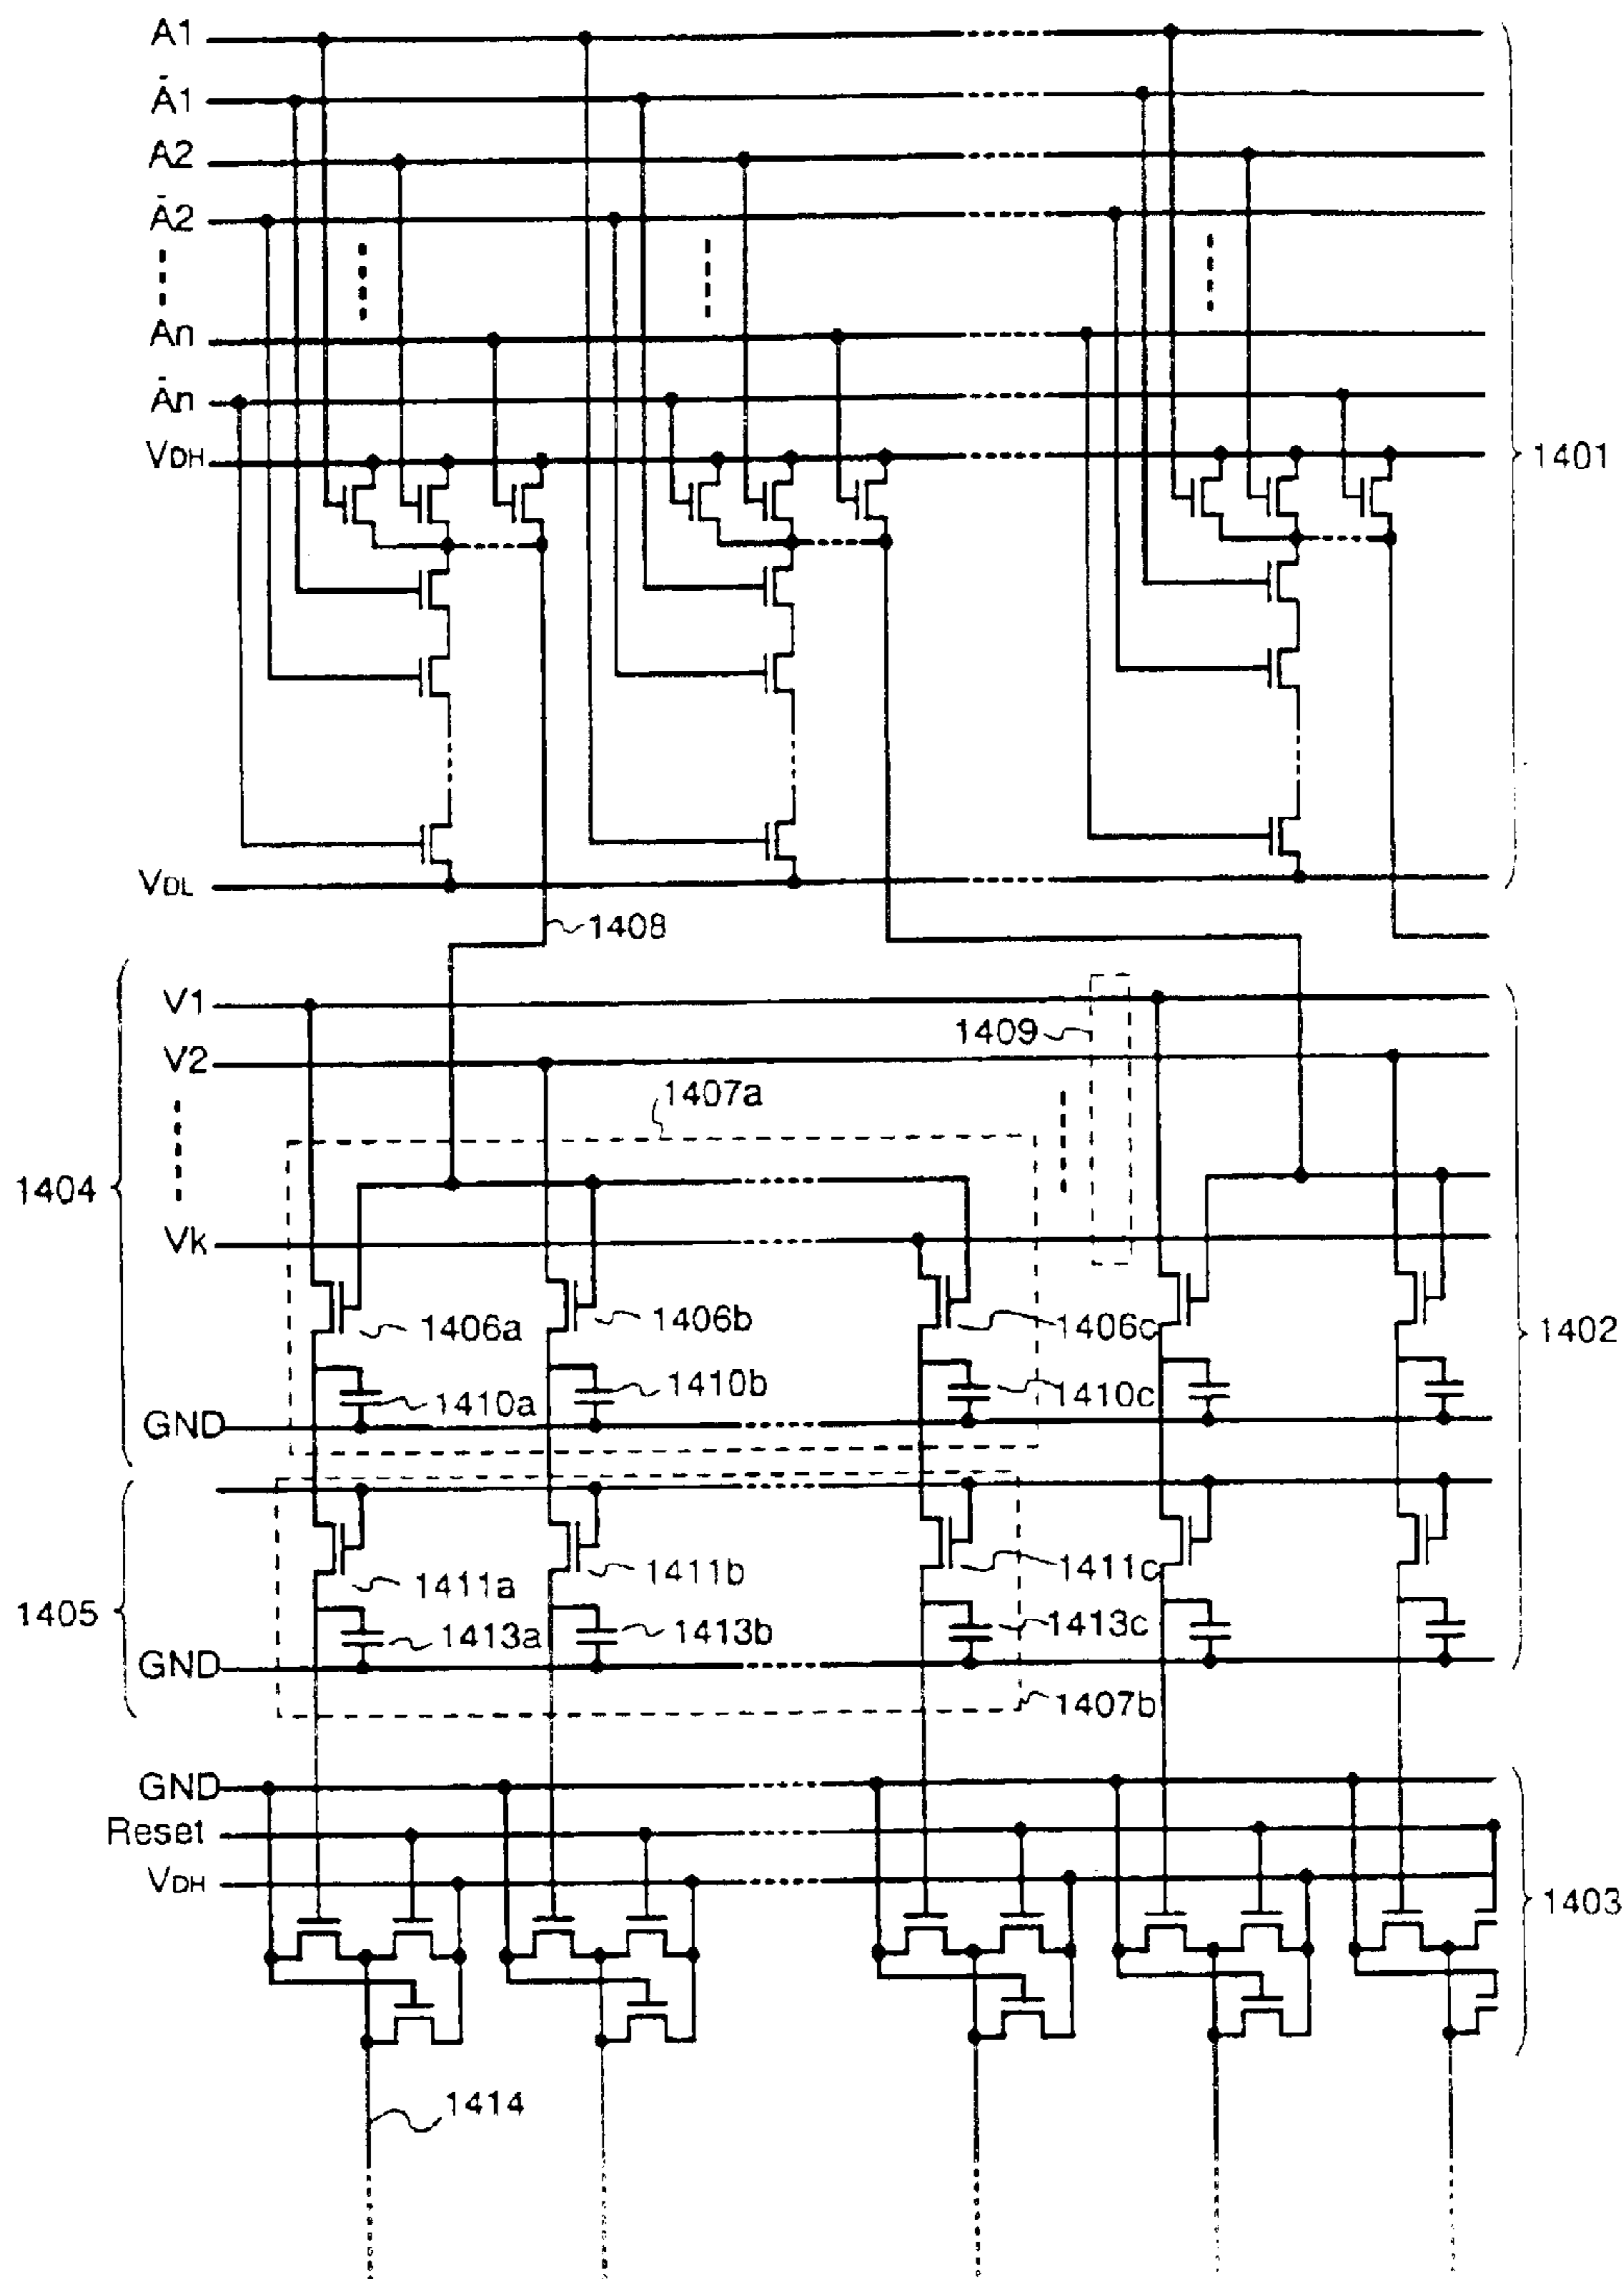 A1
Ā1
A2
Ā2
An
Ān
VDH
1401
VDL
1408
V1
1409
V2
1407a
1404
Vk
1406a
1406b
1406c
1402
1410a
1410b
1410c
GND
1411a
1411b
1411c
1405
1413a
1413b
1413c
GND
1407b
GND
Reset
VDH
1403
1414